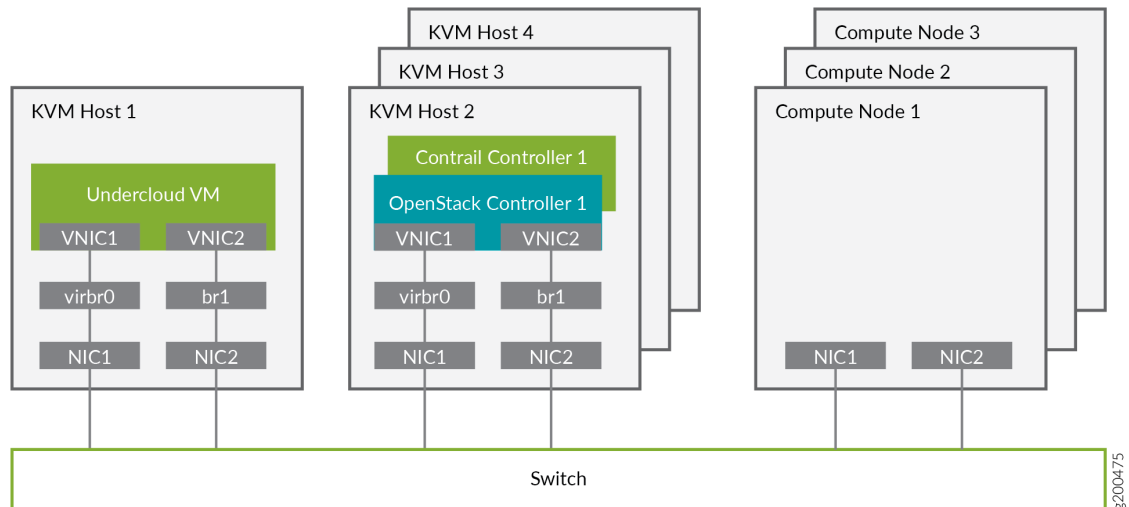 KVM Host 4
KVM Host 3
KVM Host 2
KVM Host 1
Compute Node 3
Compute Node 2
Compute Node 1
Undercloud VM
VNIC1 VNIC2
virbr0 br1
NIC1 NIC2
Contrail Controller 1
OpenStack Controller 1
VNIC1 VNIC2
virbr0 br1
NIC1 NIC2
NIC1 NIC2
Switch
g200475